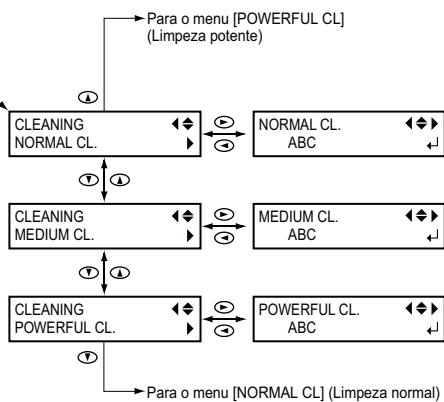 Para o menu [POWERFUL CL]
(Limpeza potente)
CLEANING
NORMAL CL.
NORMAL CL.
ABC
CLEANING
MEDIUM CL.
MEDIUM CL.
ABC
CLEANING
POWERFUL CL.
POWERFUL CL.
ABC
Para o menu [NORMAL CL] (Limpeza normal)